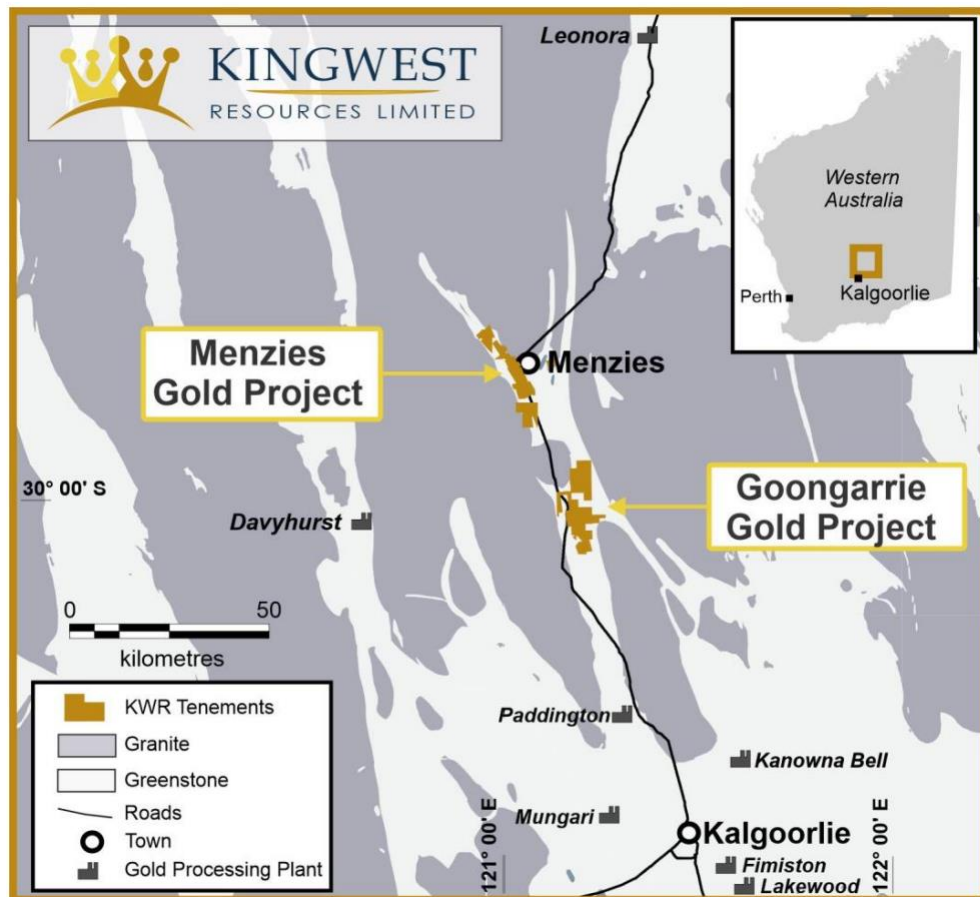 KINGWEST
RESOURCES LIMITED
Leonora
Western
Australia
Perth
Kalgoorlie
Menzies
Gold Project
Menzies
30° 00' S
Davyhurst
Goongarrie
Gold Project
0 50
kilometres
KWR Tenements
Granite
Greenstone
Roads
Town
Gold Processing Plant
Paddington
Kanowna Bell
Mungari
121° 00' E
Kalgoorlie
122° 00' E
Fimiston
Lakewood